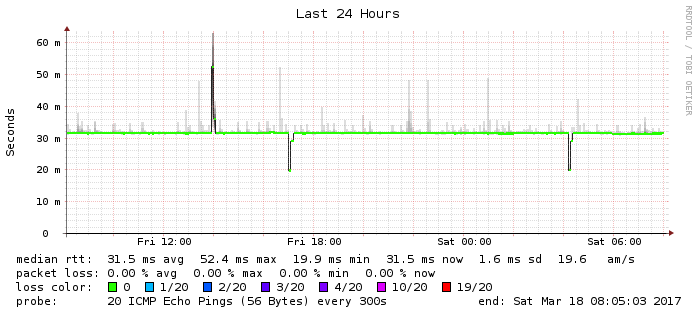 Last 24 Hours
RRDTOOL / TOBI OETIKER
Seconds
60 m
50 m
40 m
30 m
20 m
10 m
0
Fri 12:00 Fri 18:00 Sat 00:00 Sat 06:00
median rtt: 31.5 ms avg 52.4 ms max 19.9 ms min 31.5 ms now 1.6 ms sd 19.6 am/s
packet loss: 0.00 % avg 0.00 % max 0.00 % min 0.00 % now
loss color: 0 1/20 2/20 3/20 4/20 10/20 19/20
probe: 20 ICMP Echo Pings (56 Bytes) every 300s end: Sat Mar 18 08:05:03 2017